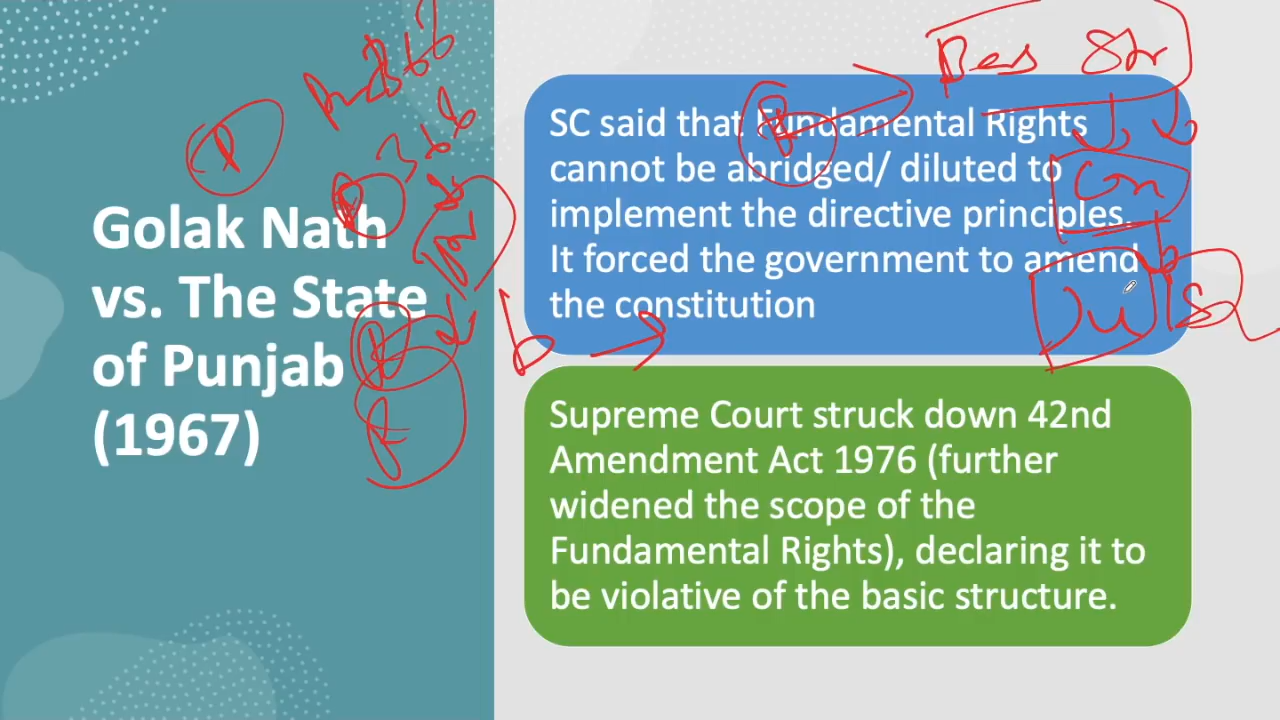 Golak Nath
vs. The State
of Punjab
(1967)
SC said that Fundamental Rights
cannot be abridged/ diluted to
implement the directive principles.
It forced the government to amend
the constitution
Supreme Court struck down 42nd
Amendment Act 1976 (further
widened the scope of the
Fundamental Rights), declaring it to
be violative of the basic structure.